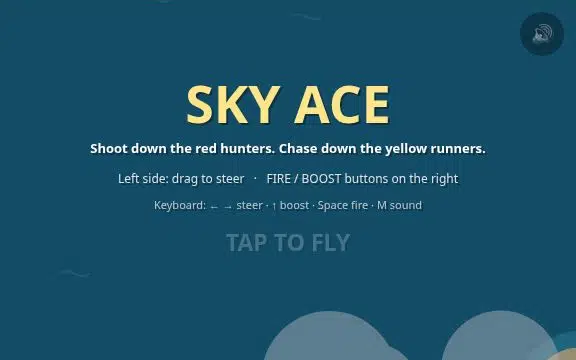 SKY ACE
Shoot down the red hunters. Chase down the yellow runners.
Left side: drag to steer · FIRE / BOOST buttons on the right
Keyboard: ← → steer · ↑ boost · Space fire · M sound
TAP TO FLY